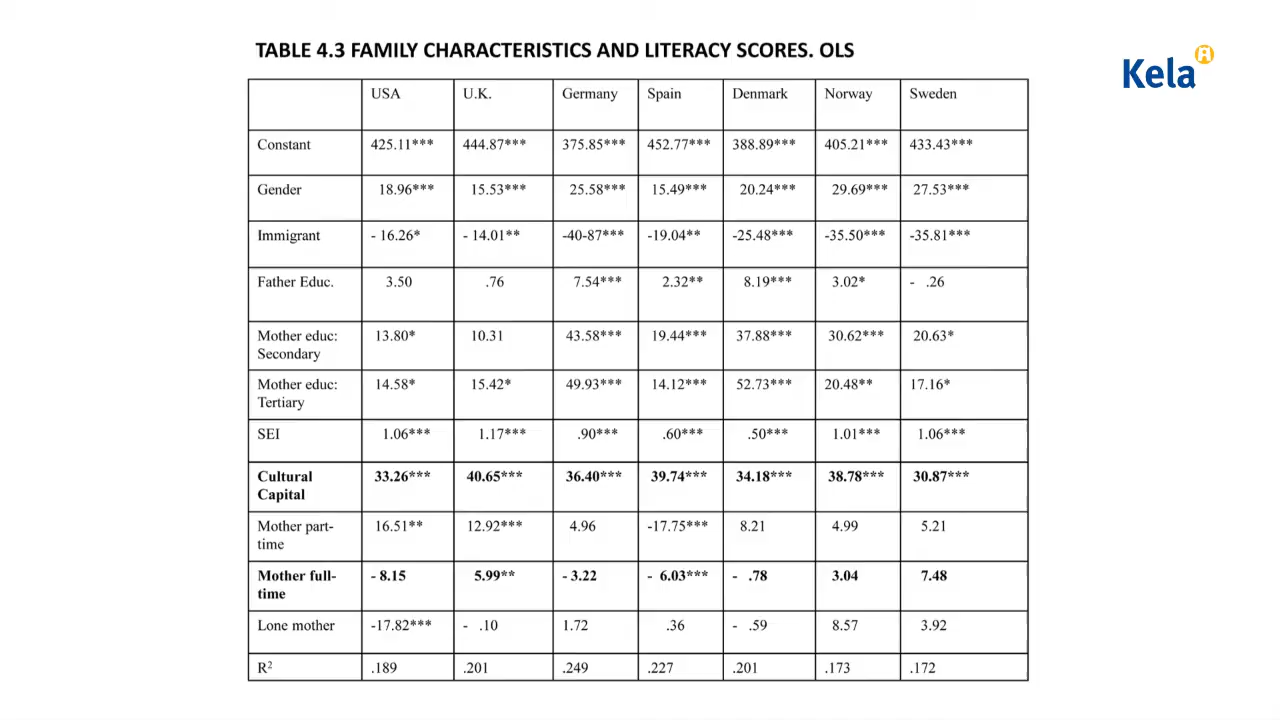 TABLE 4.3 FAMILY CHARACTERISTICS AND LITERACY SCORES. OLS
Kela
USA U.K. Germany Spain Denmark Norway Sweden
Constant 425.11*** 444.87*** 375.85*** 452.77*** 388.89*** 405.21*** 433.43***
Gender 18.96*** 15.53*** 25.58*** 15.49*** 20.24*** 29.69*** 27.53***
Immigrant - 16.26* - 14.01** -40-87*** -19.04** -25.48*** -35.50*** -35.81***
Father Educ. 3.50 .76 7.54*** 2.32** 8.19*** 3.02* - .26
Mother educ: 13.80* 10.31 43.58*** 19.44*** 37.88*** 30.62*** 20.63*
Secondary
Mother educ: 14.58* 15.42* 49.93*** 14.12*** 52.73*** 20.48** 17.16*
Tertiary
SEI 1.06*** 1.17*** .90*** .60*** .50*** 1.01*** 1.06***
Cultural 33.26*** 40.65*** 36.40*** 39.74*** 34.18*** 38.78*** 30.87***
Capital
Mother part- 16.51** 12.92*** 4.96 -17.75*** 8.21 4.99 5.21
time
Mother full- - 8.15 5.99** - 3.22 - 6.03*** - .78 3.04 7.48
time
Lone mother -17.82*** - .10 1.72 .36 - .59 8.57 3.92
R² .189 .201 .249 .227 .201 .173 .172